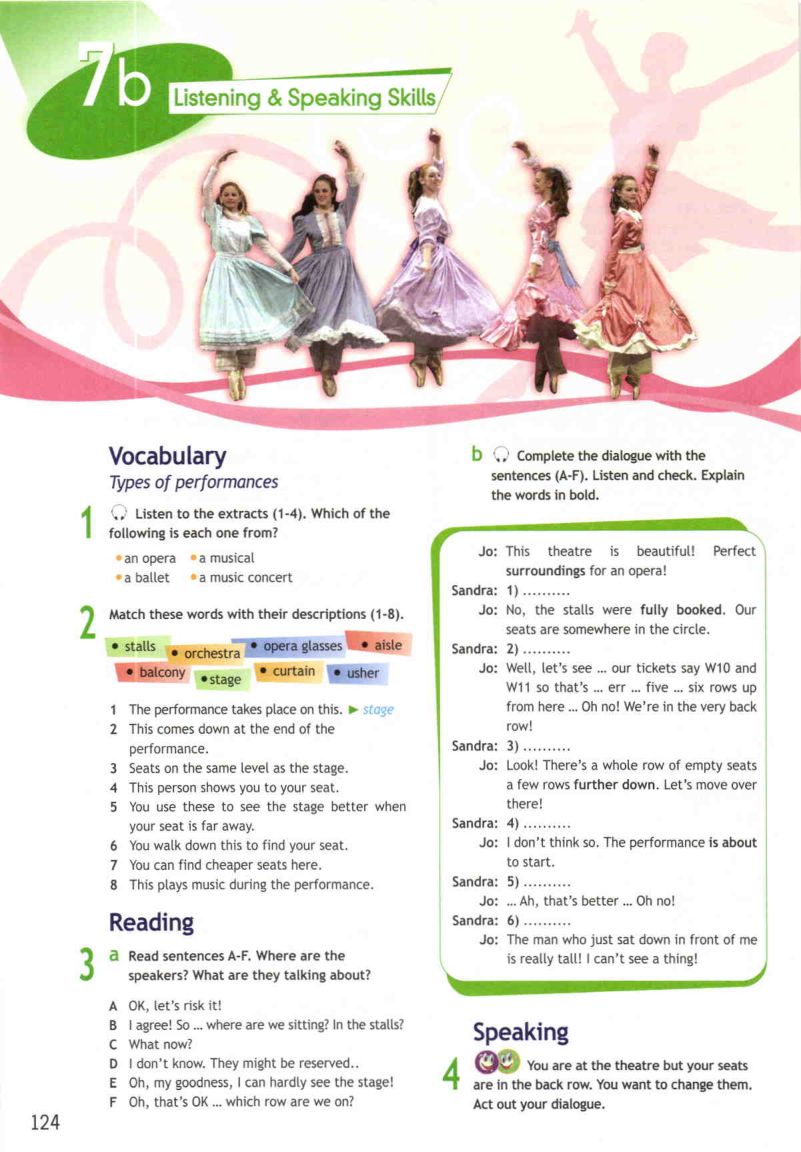 7b
Listening & Speaking Skills
Vocabulary
Types of performances
1 Listen to the extracts (1-4). Which of the
following is each one from?
• an opera • a musical
• a ballet • a music concert
2 Match these words with their descriptions (1-8).
• stalls • orchestra • opera glasses • aisle
• balcony • stage • curtain • usher
1 The performance takes place on this. ► stage
2 This comes down at the end of the
performance.
3 Seats on the same level as the stage.
4 This person shows you to your seat.
5 You use these to see the stage better when
your seat is far away.
6 You walk down this to find your seat.
7 You can find cheaper seats here.
8 This plays music during the performance.
Reading
3 a Read sentences A-F. Where are the
speakers? What are they talking about?
A OK, let's risk it!
B I agree! So ... where are we sitting? In the stalls?
C What now?
D I don't know. They might be reserved..
E Oh, my goodness, I can hardly see the stage!
F Oh, that's OK ... which row are we on?
124
b Complete the dialogue with the
sentences (A-F). Listen and check. Explain
the words in bold.
Jo: This theatre is beautiful! Perfect
surroundings for an opera!
Sandra: 1) ..........
Jo: No, the stalls were fully booked. Our
seats are somewhere in the circle.
Sandra: 2) ..........
Jo: Well, let's see ... our tickets say W10 and
W11 so that's ... err ... five ... six rows up
from here ... Oh no! We're in the very back
row!
Sandra: 3) ..........
Jo: Look! There's a whole row of empty seats
a few rows further down. Let's move over
there!
Sandra: 4) ..........
Jo: I don't think so. The performance is about
to start.
Sandra: 5) ..........
Jo: ... Ah, that's better ... Oh no!
Sandra: 6) ..........
Jo: The man who just sat down in front of me
is really tall! I can't see a thing!
Speaking
4 You are at the theatre but your seats
are in the back row. You want to change them.
Act out your dialogue.